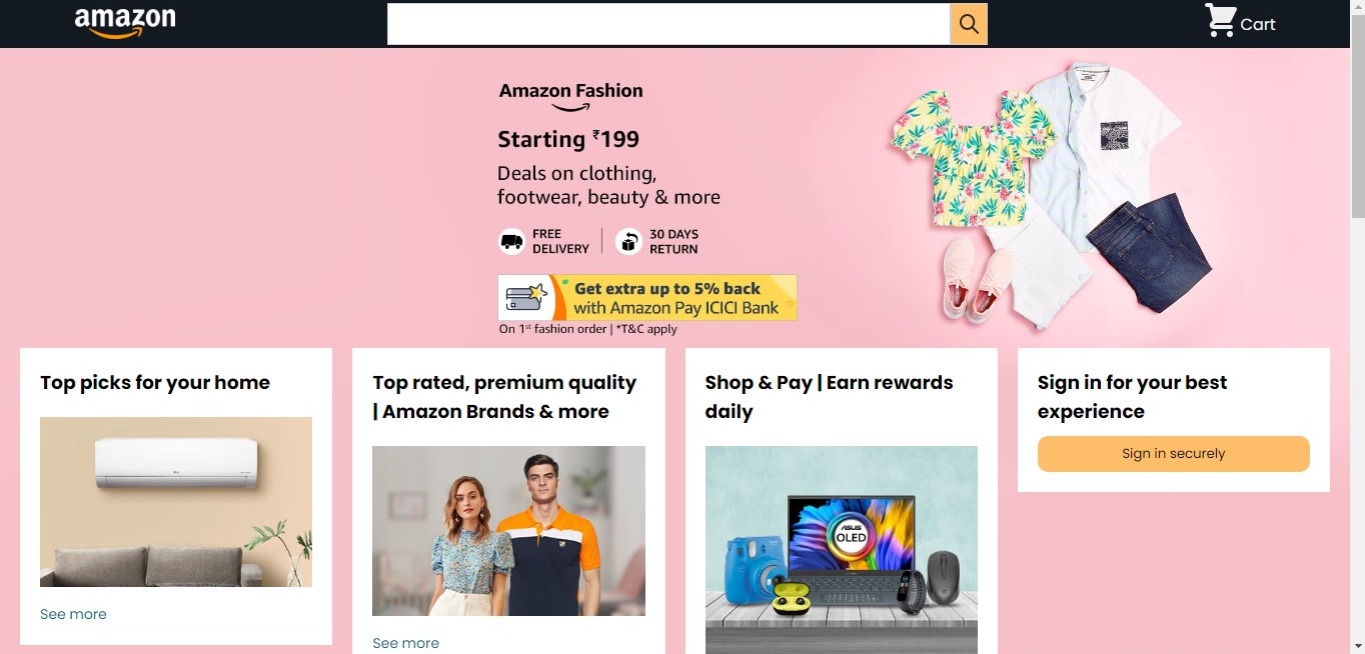 amazon
Cart
Amazon Fashion
Starting ₹199
Deals on clothing,
footwear, beauty & more
FREE
DELIVERY
30 DAYS
RETURN
Get extra up to 5% back
with Amazon Pay ICICI Bank
On 1st fashion order | *T&C apply
Top picks for your home
LG
See more
Top rated, premium quality
| Amazon Brands & more
See more
Shop & Pay | Earn rewards
daily
ASUS
OLED
Sign in for your best
experience
Sign in securely